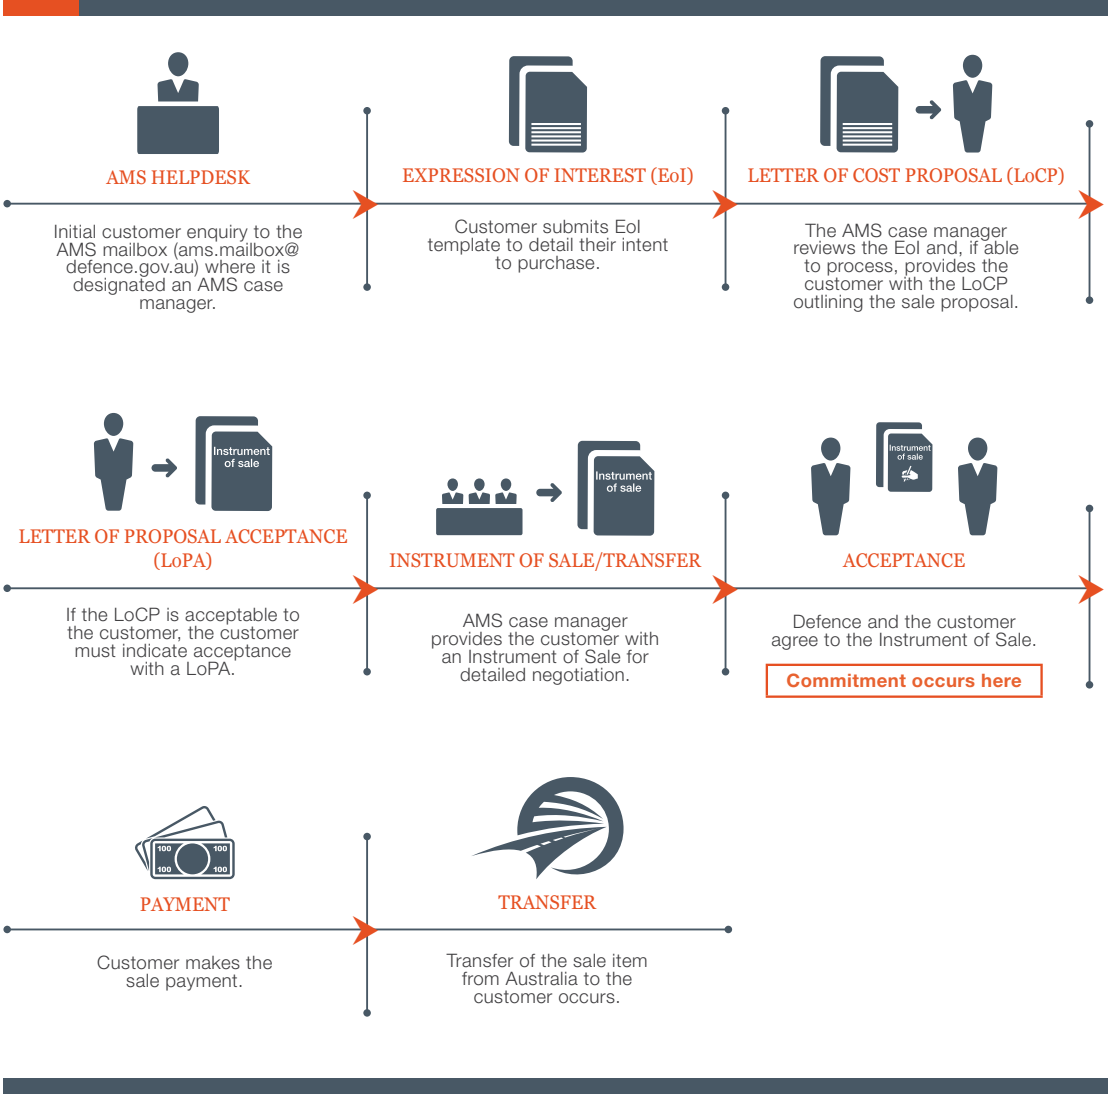 AMS HELPDESK
Initial customer enquiry to the
AMS mailbox (ams.mailbox@
defence.gov.au) where it is
designated an AMS case
manager.
EXPRESSION OF INTEREST (EoI)
Customer submits EoI
template to detail their intent
to purchase.
LETTER OF COST PROPOSAL (LoCP)
The AMS case manager
reviews the EoI and, if able
to process, provides the
customer with the LoCP
outlining the sale proposal.
Instrument
of sale
LETTER OF PROPOSAL ACCEPTANCE
(LoPA)
If the LoCP is acceptable to
the customer, the customer
must indicate acceptance
with a LoPA.
Instrument
of sale
INSTRUMENT OF SALE/TRANSFER
AMS case manager
provides the customer with
an Instrument of Sale for
detailed negotiation.
Instrument
of sale
ACCEPTANCE
Defence and the customer
agree to the Instrument of Sale.
Commitment occurs here
100 100
100 100
PAYMENT
Customer makes the
sale payment.
TRANSFER
Transfer of the sale item
from Australia to the
customer occurs.